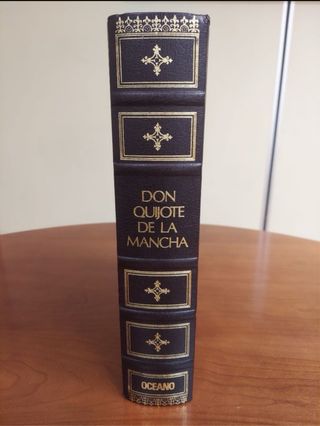 DON
QUIJOTE
DE LA
MANCHA
OCEANO